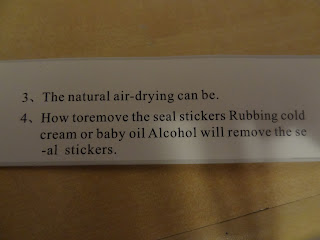 3、The natural air-drying can be.
4、How toremove the seal stickers Rubbing cold
cream or baby oil Alcohol will remove the se
-al stickers.